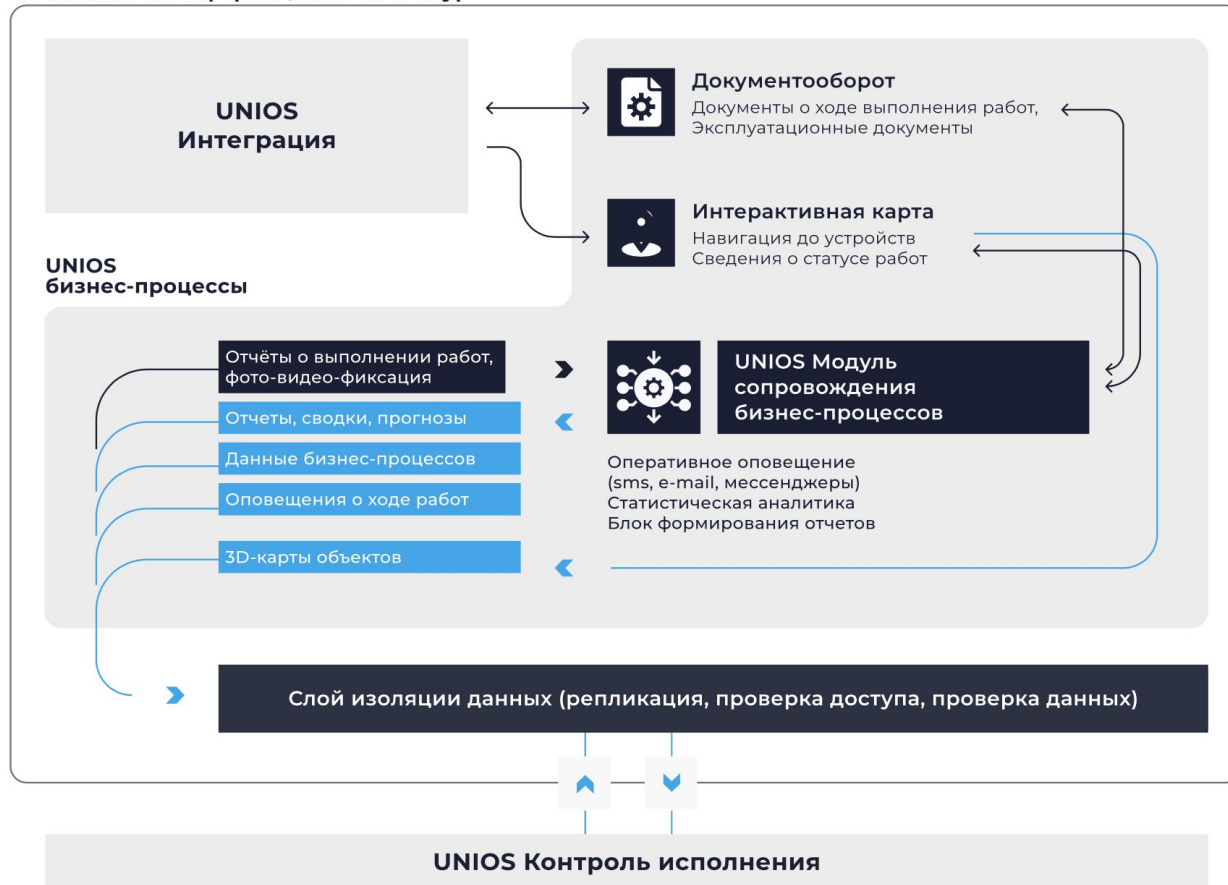 UNIOS
Интеграция
Документооборот
Документы о ходе выполнения работ,
Эксплуатационные документы
Интерактивная карта
Навигация до устройств
Сведения о статусе работ
UNIOS
бизнес-процессы
Отчёты о выполнении работ,
фото-видео-фиксация
Отчеты, сводки, прогнозы
Данные бизнес-процессов
Оповещения о ходе работ
3D-карты объектов
UNIOS Модуль
сопровождения
бизнес-процессов
Оперативное оповещение
(sms, e-mail, мессенджеры)
Статистическая аналитика
Блок формирования отчетов
Слой изоляции данных (репликация, проверка доступа, проверка данных)
UNIOS Контроль исполнения